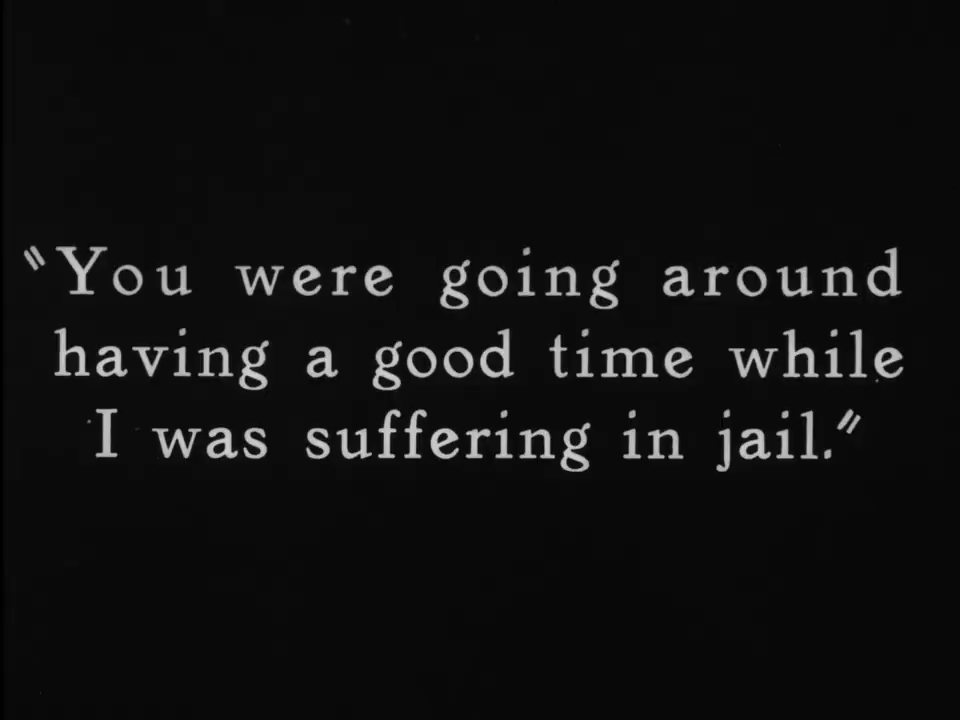 "You were going around
having a good time while
I was suffering in jail."